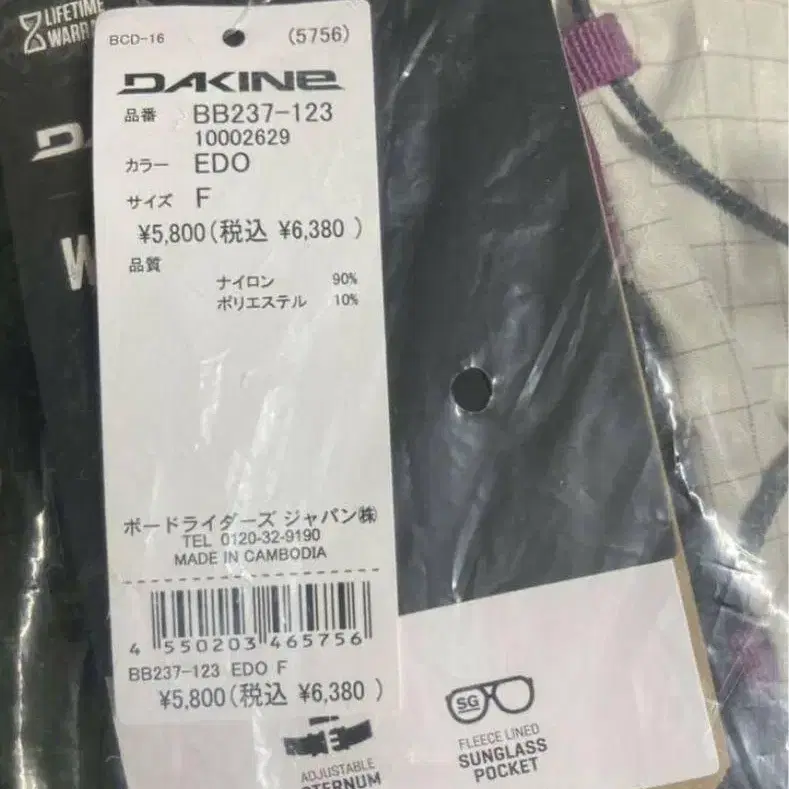 LIFETIME
BCD-16 (5756)
DAKINE
品番 BB237-123
10002629
カラー EDO
サイズ F
¥5,800(税込 ¥6,380 )
品質
ナイロン 90%
ポリエステル 10%
ボードライダーズ ジャパン㈱
TEL 0120-32-9190
MADE IN CAMBODIA
4 550203 465756
BB237-123 EDO F
¥5,800(税込 ¥6,380 )
SG
FLEECE LINED
SUNGLASS
POCKET
ADJUSTABLE